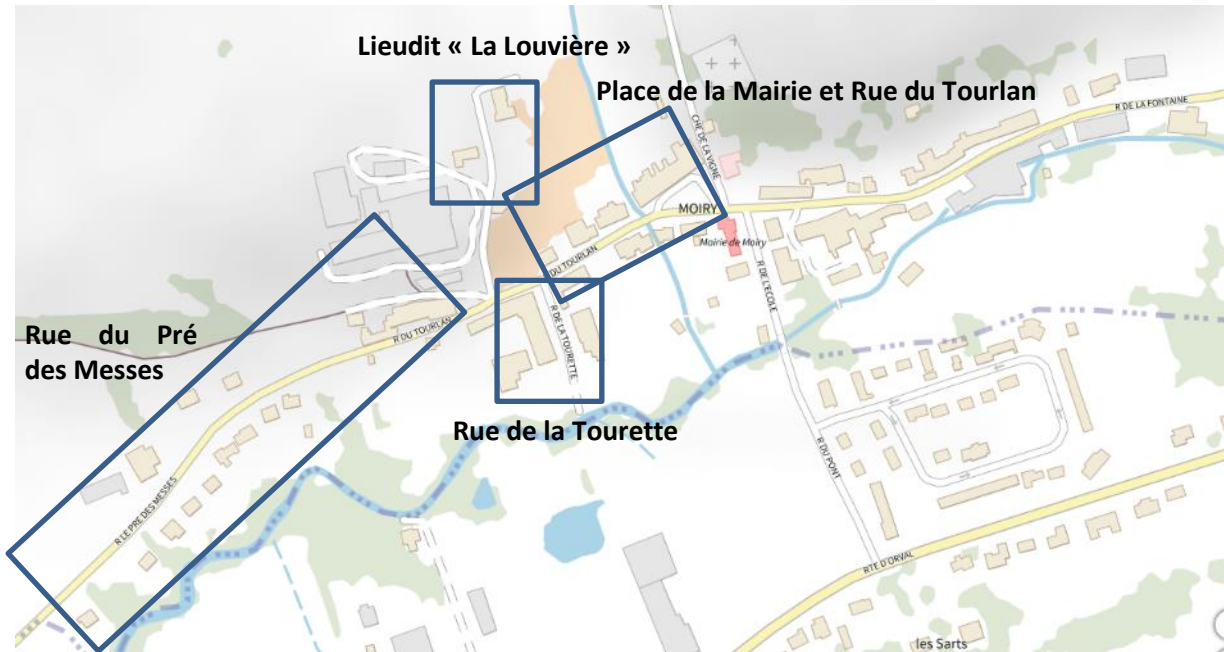 Lieudit « La Louvière »
Place de la Mairie et Rue du Tourlan
CHE DE LA VIGNE
R DE LA FONTAINE
MOIRY
Mairie de Moiry
DU TOURLAN
R DE L'ECOLE
R DE LA TOURETTE
R DU TOURLAN
Rue du Pré
des Messes
Rue de la Tourette
R DU PONT
R LE PRE DES MESSES
RTE D'ORVAL
les Sarts